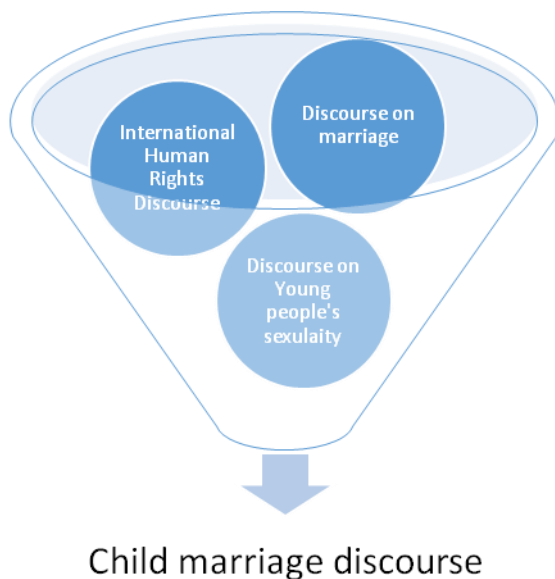 International
Human
Rights
Discourse
Discourse on
marriage
Discourse on
Young
people's
sexulaity
Child marriage discourse